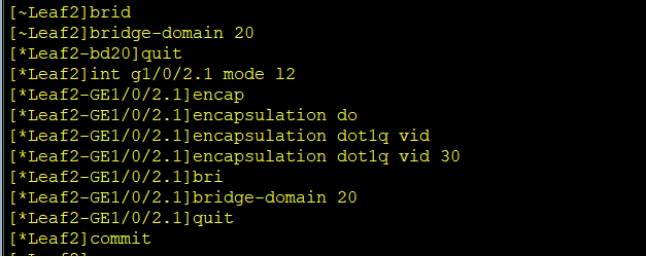 [~Leaf2]brid
[~Leaf2]bridge-domain 20
[*Leaf2-bd20]quit
[*Leaf2]int g1/0/2.1 mode l2
[*Leaf2-GE1/0/2.1]encap
[*Leaf2-GE1/0/2.1]encapsulation do
[*Leaf2-GE1/0/2.1]encapsulation dot1q vid
[*Leaf2-GE1/0/2.1]encapsulation dot1q vid 30
[*Leaf2-GE1/0/2.1]bri
[*Leaf2-GE1/0/2.1]bridge-domain 20
[*Leaf2-GE1/0/2.1]quit
[*Leaf2]commit